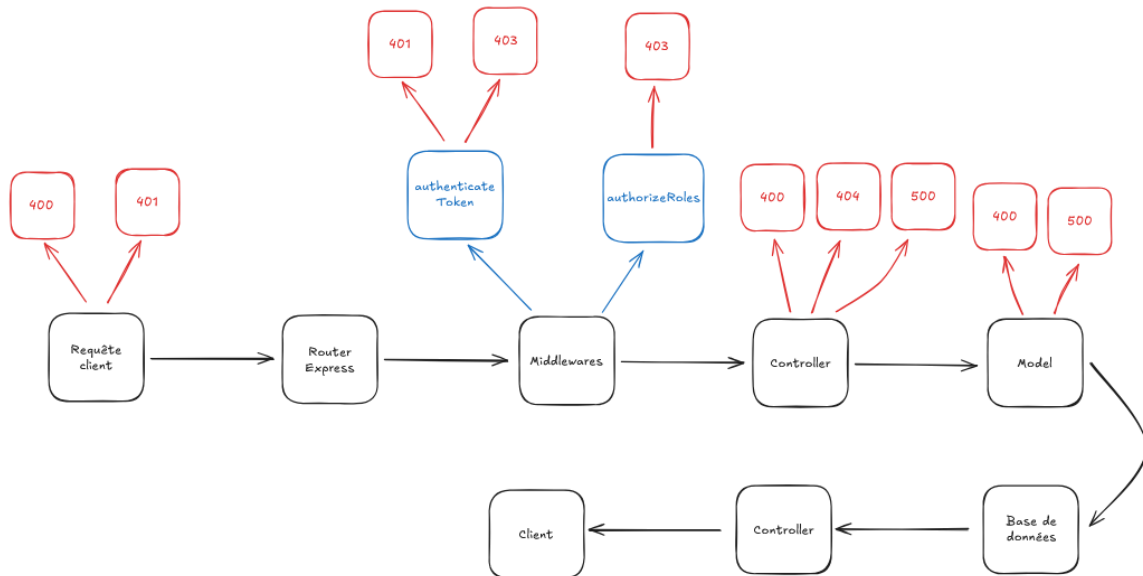 401
403
403
authenticate
Token
authorizeRoles
400
401
400
404
500
400
500
Requête
client
Router
Express
Middlewares
Controller
Model
Client
Controller
Base de
données